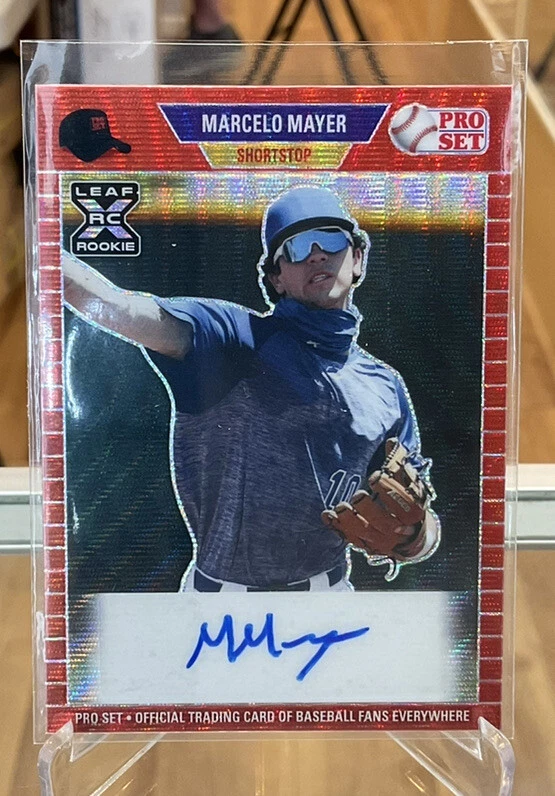 MARCELO MAYER
SHORTSTOP
PRO
SET
LEAF
RC
ROOKIE
10
PRO SET • OFFICIAL TRADING CARD OF BASEBALL FANS EVERYWHERE